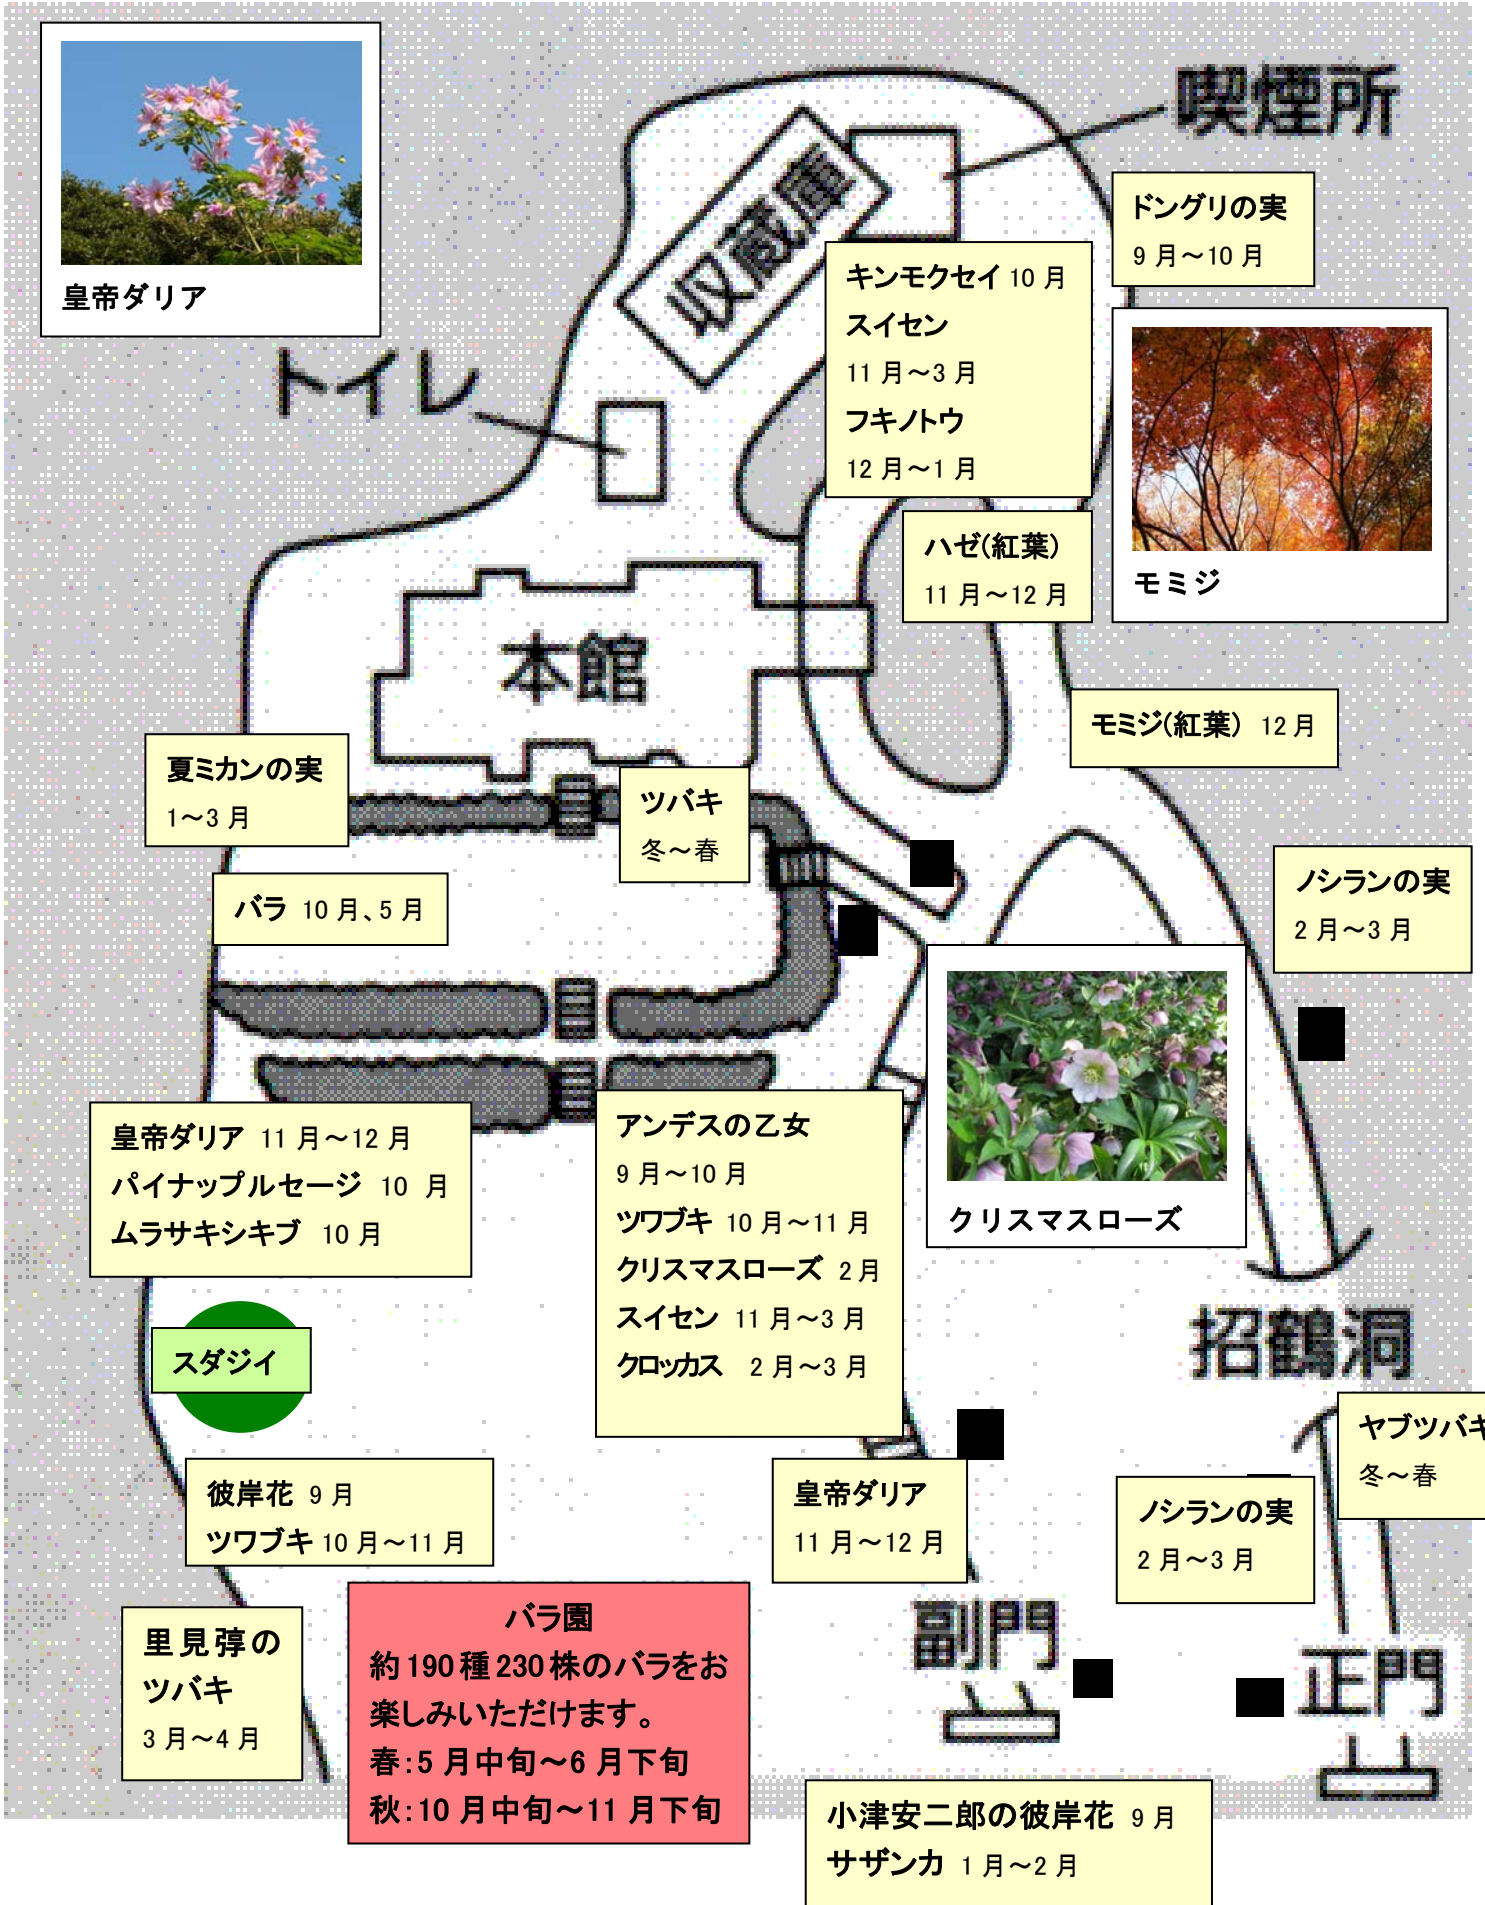 喫煙所
皇帝ダリア
収蔵庫
ドングリの実
9月～10月
キンモクセイ 10月
スイセン
11月～3月
フキノトウ
12月～1月
トイレ
モミジ
ハゼ(紅葉)
11月～12月
本館
モミジ(紅葉) 12月
夏ミカンの実
1～3月
ツバキ
冬～春
ノシランの実
2月～3月
バラ 10月、5月
クリスマスローズ
皇帝ダリア 11月～12月
パイナップルセージ 10 月
ムラサキシキブ 10月
アンデスの乙女
9月～10月
ツワブキ 10月～11月
クリスマスローズ 2月
スイセン 11月～3月
クロッカス 2月～3月
招鶴洞
スダジイ
ヤブツバキ
冬～春
彼岸花 9月
ツワブキ 10月～11月
皇帝ダリア
11月～12月
ノシランの実
2月～3月
里見弴の
ツバキ
3月～4月
バラ園
約190種230株のバラをお
楽しみいただけます。
春:5月中旬～6月下旬
秋:10月中旬～11月下旬
副門
正門
小津安二郎の彼岸花 9月
サザンカ 1月～2月